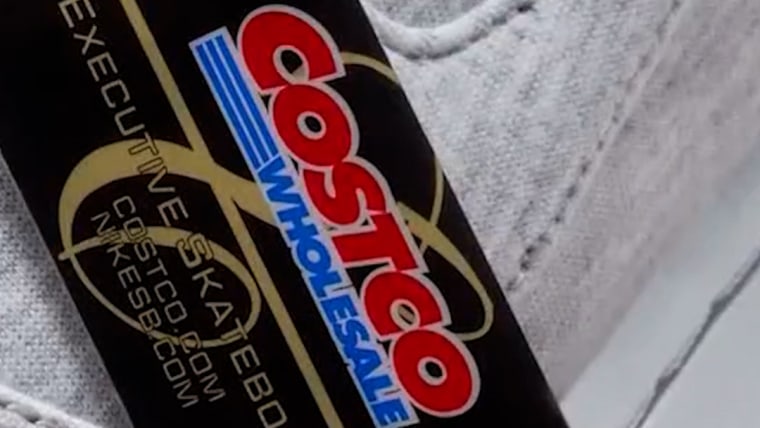 COSTCO
WHOLESALE
EXECUTIVE SKATEBO
COSTCO.COM
NIKESB.COM